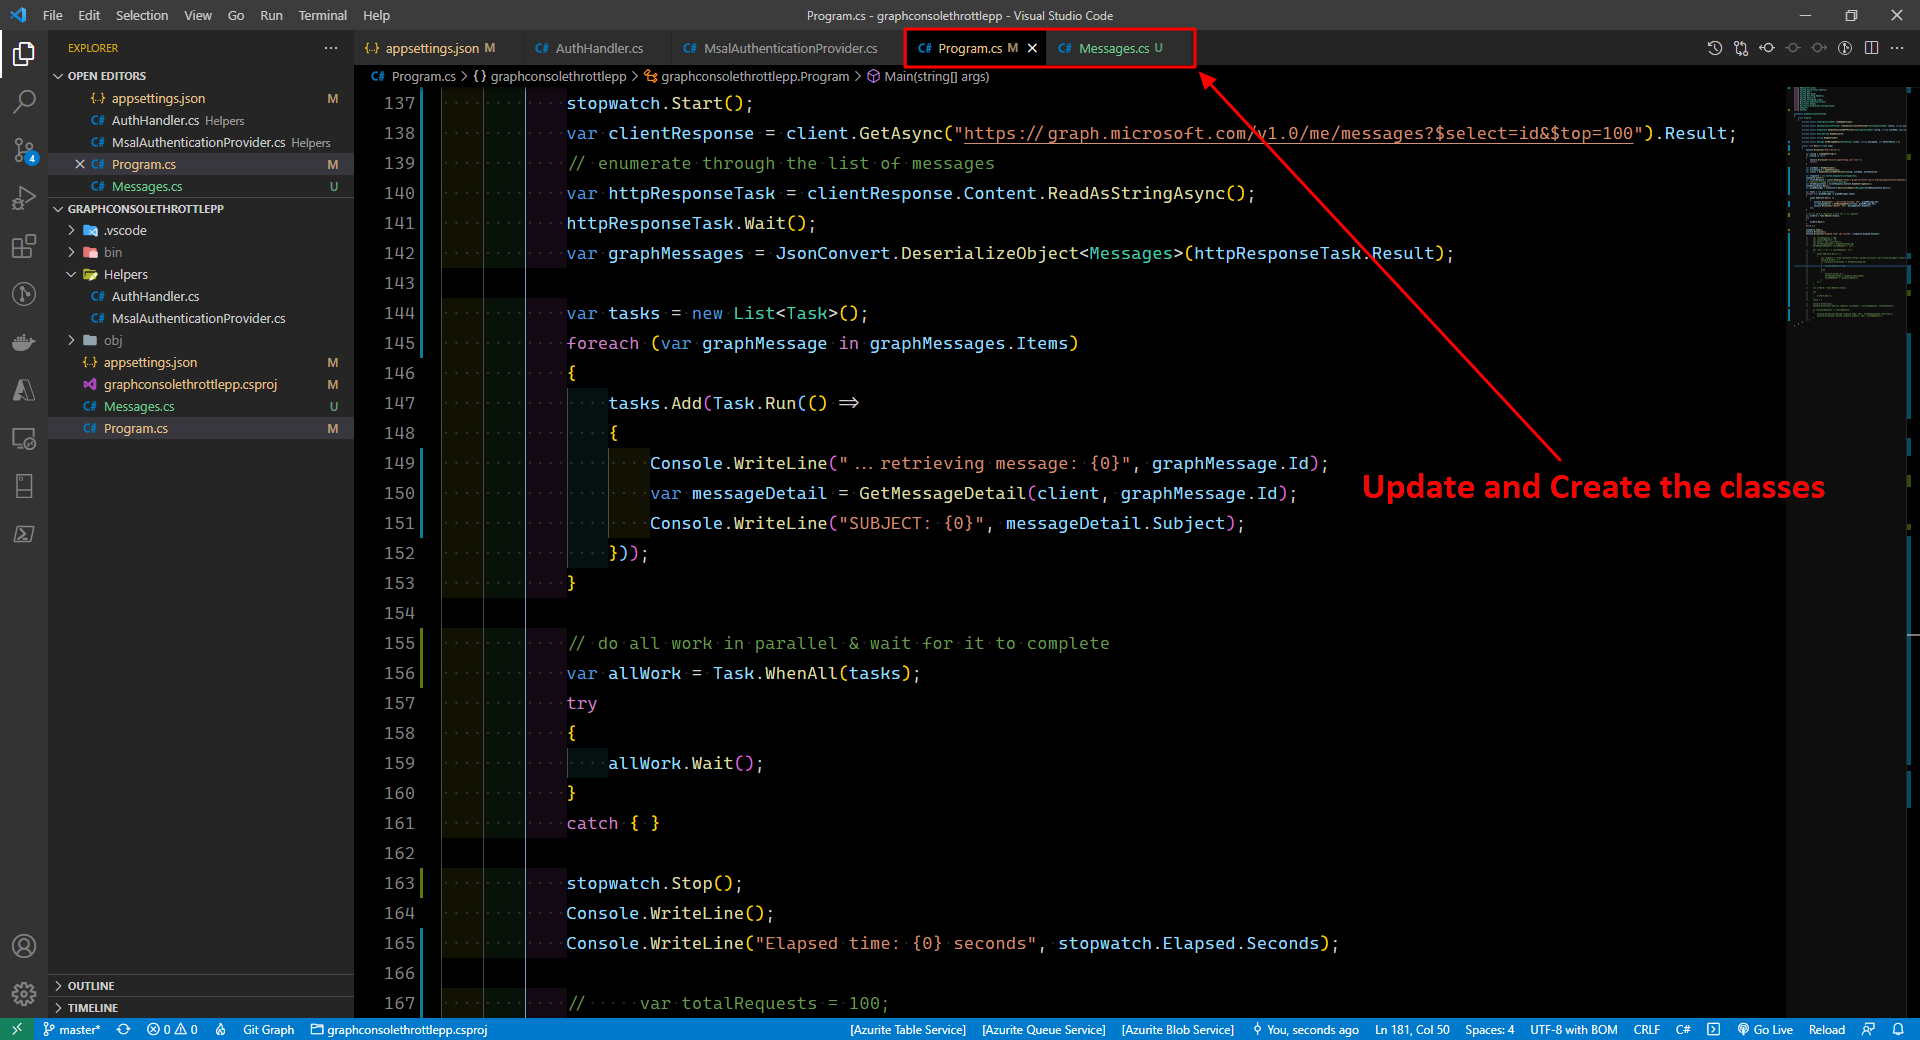 File Edit Selection View Go Run Terminal Help
Program.cs - graphconsolethrottlepp - Visual Studio Code
EXPLORER
OPEN EDITORS
{..} appsettings.json M
C# AuthHandler.cs Helpers
C# MsalAuthenticationProvider.cs Helpers
C# Program.cs M
C# Messages.cs U
GRAPHCONSOLETHROTTLEPP
.vscode
bin
Helpers
C# AuthHandler.cs
C# MsalAuthenticationProvider.cs
obj
{..} appsettings.json M
graphconsolethrottlepp.csproj M
C# Messages.cs U
C# Program.cs M
OUTLINE
TIMELINE
4
{..} appsettings.json M C# AuthHandler.cs C# MsalAuthenticationProvider.cs C# Program.cs M C# Messages.cs U
C# Program.cs > {} graphconsolethrottlepp > graphconsolethrottlepp.Program > Main(string[] args)
137 stopwatch.Start();
138 var clientResponse = client.GetAsync("https://graph.microsoft.com/v1.0/me/messages?$select=id&$top=100").Result;
139 // enumerate through the list of messages
140 var httpResponseTask = clientResponse.Content.ReadAsStringAsync();
141 httpResponseTask.Wait();
142 var graphMessages = JsonConvert.DeserializeObject<Messages>(httpResponseTask.Result);
143
144 var tasks = new List<Task>();
145 foreach (var graphMessage in graphMessages.Items)
146 {
147 tasks.Add(Task.Run(() =>
148 {
149 Console.WriteLine("...retrieving message: {0}", graphMessage.Id);
150 var messageDetail = GetMessageDetail(client, graphMessage.Id);
151 Console.WriteLine("SUBJECT: {0}", messageDetail.Subject);
152 }));
153 }
154
155 // do all work in parallel & wait for it to complete
156 var allWork = Task.WhenAll(tasks);
157 try
158 {
159 allWork.Wait();
160 }
161 catch { }
162
163 stopwatch.Stop();
164 Console.WriteLine();
165 Console.WriteLine("Elapsed time: {0} seconds", stopwatch.Elapsed.Seconds);
166
167 // var totalRequests = 100;
Update and Create the classes
master* 0 0 Git Graph graphconsolethrottlepp.csproj [Azurite Table Service] [Azurite Queue Service] [Azurite Blob Service] You, seconds ago Ln 181, Col 50 Spaces: 4 UTF-8 with BOM CRLF C# Go Live Reload